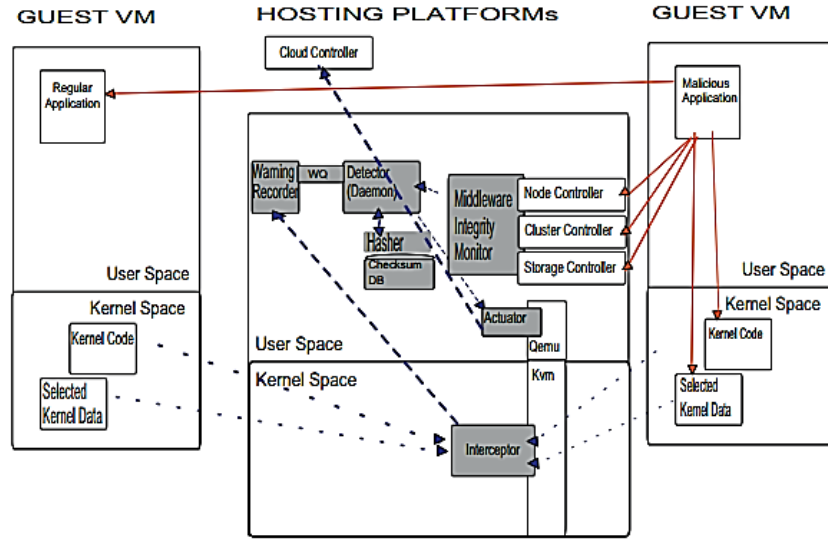 GUEST VM
HOSTING PLATFORMs
GUEST VM
Cloud Controller
Regular
Application
Malicious
Application
Warning
Recorder
WQ
Detector
(Daemon)
Middleware
Integrity
Monitor
Node Controller
Cluster Controller
Storage Controller
Hasher
Checksum
DB
User Space
User Space
Kernel Space
Kernel Space
Actuator
Kernel Code
Kernel Code
User Space
Qemu
Kernel Space
Kvm
Selected
Kernel Data
Selected
Kernel Data
Interceptor